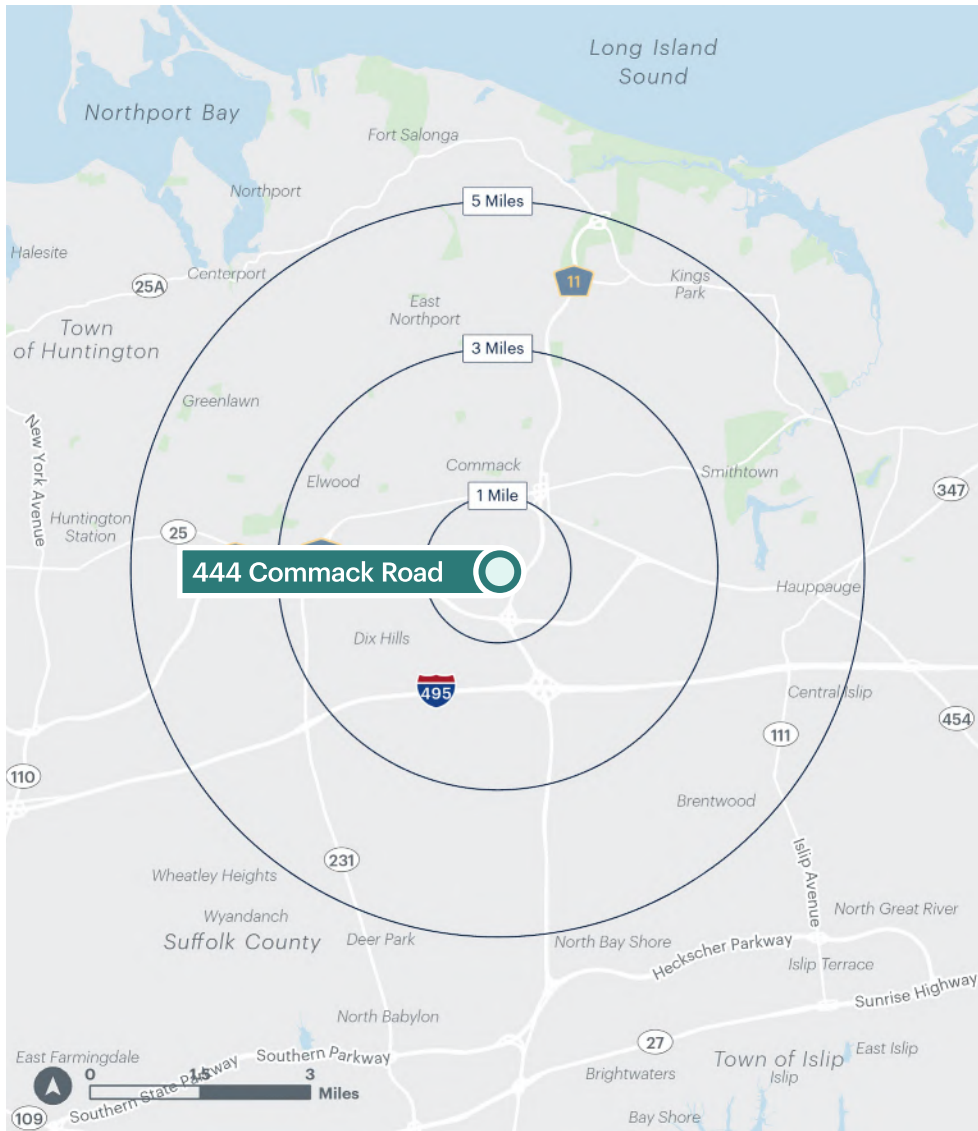 Long Island
Sound
Northport Bay
Fort Salonga
Northport
5 Miles
Halesite
Centerport
25A
11
Kings
Park
East
Northport
Town
of Huntington
3 Miles
Greenlawn
New York Avenue
Commack
Elwood
Smithtown
1 Mile
347
Huntington
Station
25
444 Commack Road
Hauppauge
Dix Hills
495
Central Islip
454
111
110
Brentwood
231
Islip Avenue
Wheatley Heights
Wyandanch
Suffolk County
Deer Park
North Bay Shore
North Great River
Heckscher Parkway
Islip Terrace
Sunrise Highway
North Babylon
27
East Farmingdale
Southern Parkway
Town of Islip
East Islip
Islip
Brightwaters
0 1.5 3
Miles
Southern State Parkway
109
Bay Shore